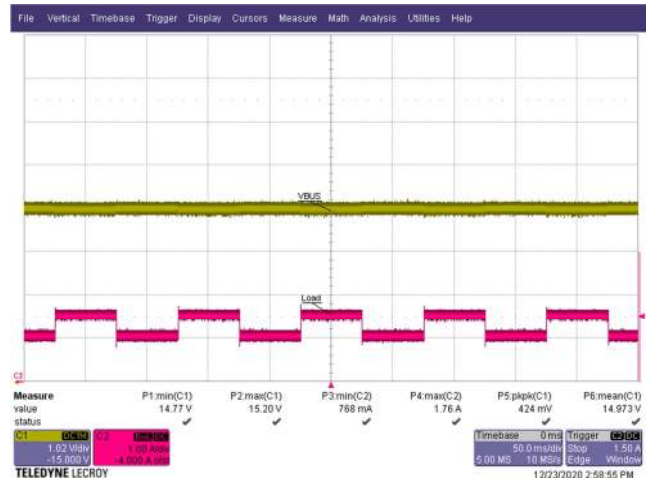 File Vertical Timebase Trigger Display Cursors Measure Math Analysis Utilities Help
VBUS
Load
C3
Measure P1:min(C1) P2:max(C1) P3:min(C2) P4:max(C2) P5:pkpk(C1) P6:mean(C1)
value 14.77 V 15.20 V 768 mA 1.76 A 424 mV 14.973 V
status
C1 DC1M C2 DC Timebase 0 ms Trigger C2 DC
1.02 V/div 1.00 A/div 50.0 ms/div Stop 1.50 A
-15.000 V -4.000 A ofst 5.00 MS 10 MS/s Edge Window
TELEDYNE LECROY 12/23/2020 2:58:55 PM